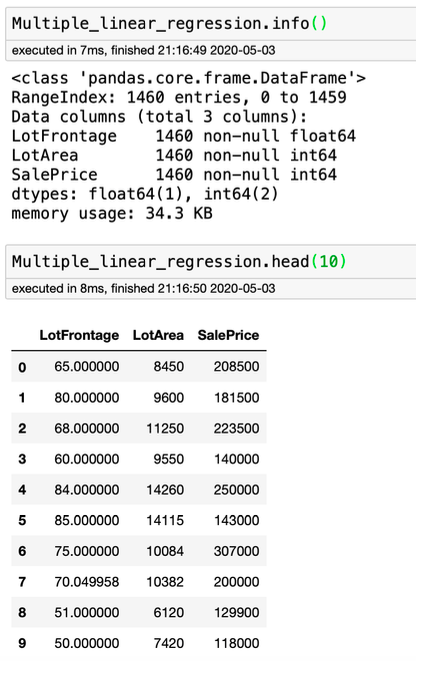 Multiple_linear_regression.info()
executed in 7ms, finished 21:16:49 2020-05-03
<class 'pandas.core.frame.DataFrame'>
RangeIndex: 1460 entries, 0 to 1459
Data columns (total 3 columns):
LotFrontage    1460 non-null float64
LotArea        1460 non-null int64
SalePrice      1460 non-null int64
dtypes: float64(1), int64(2)
memory usage: 34.3 KB
Multiple_linear_regression.head(10)
executed in 8ms, finished 21:16:50 2020-05-03
LotFrontage LotArea SalePrice
0 65.000000 8450 208500
1 80.000000 9600 181500
2 68.000000 11250 223500
3 60.000000 9550 140000
4 84.000000 14260 250000
5 85.000000 14115 143000
6 75.000000 10084 307000
7 70.049958 10382 200000
8 51.000000 6120 129900
9 50.000000 7420 118000